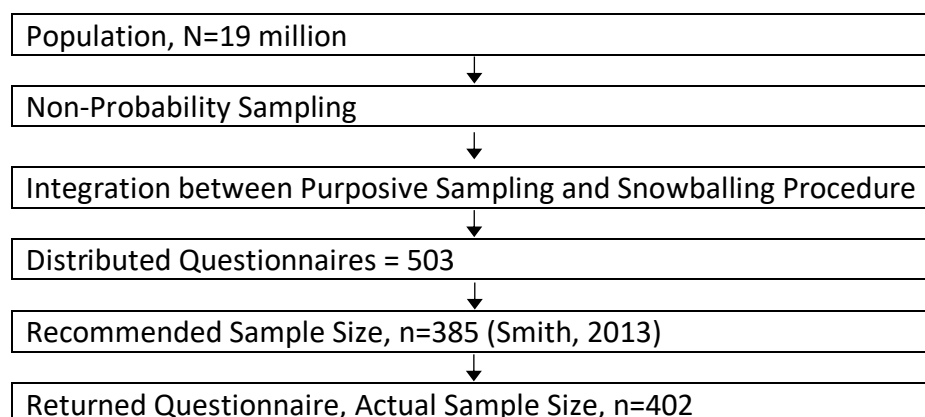 Population, N=19 million
Non-Probability Sampling
Integration between Purposive Sampling and Snowballing Procedure
Distributed Questionnaires = 503
Recommended Sample Size, n=385 (Smith, 2013)
Returned Questionnaire, Actual Sample Size, n=402